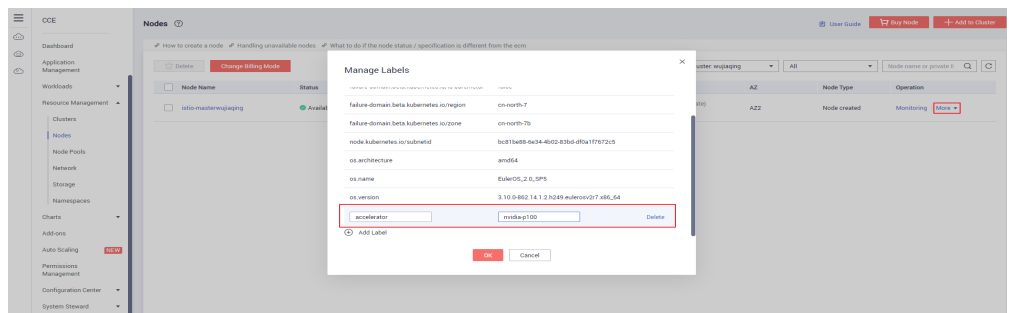 CCE
Nodes
User Guide
Buy Node
Add to Cluster
Dashboard
Application
Management
Workloads
Resource Management
Clusters
Nodes
Node Pools
Network
Storage
Namespaces
Charts
Add-ons
Auto Scaling NEW
Permissions
Management
Configuration Center
System Steward
How to create a node
Handling unavailable nodes
What to do if the node status / specification is different from the ecm
Delete
Change Billing Mode
uster: wujiaqing
All
Node name or private
Node Name
Status
AZ
Node Type
Operation
istio-masterwujiaqing
Availat
AZ2
Node created
Monitoring
More
Manage Labels
failure-domain.beta.kubernetes.io/region cn-north-7
failure-domain.beta.kubernetes.io/zone cn-north-7b
node.kubernetes.io/subnetid bc81be88-6e34-4b02-83bd-df0a1f7672c5
os.architecture amd64
os.name EulerOS_2.0_SP5
os.version 3.10.0-862.14.1.2.h249.eulerosv2r7.x86_64
accelerator nvidia-p100 Delete
Add Label
OK
Cancel